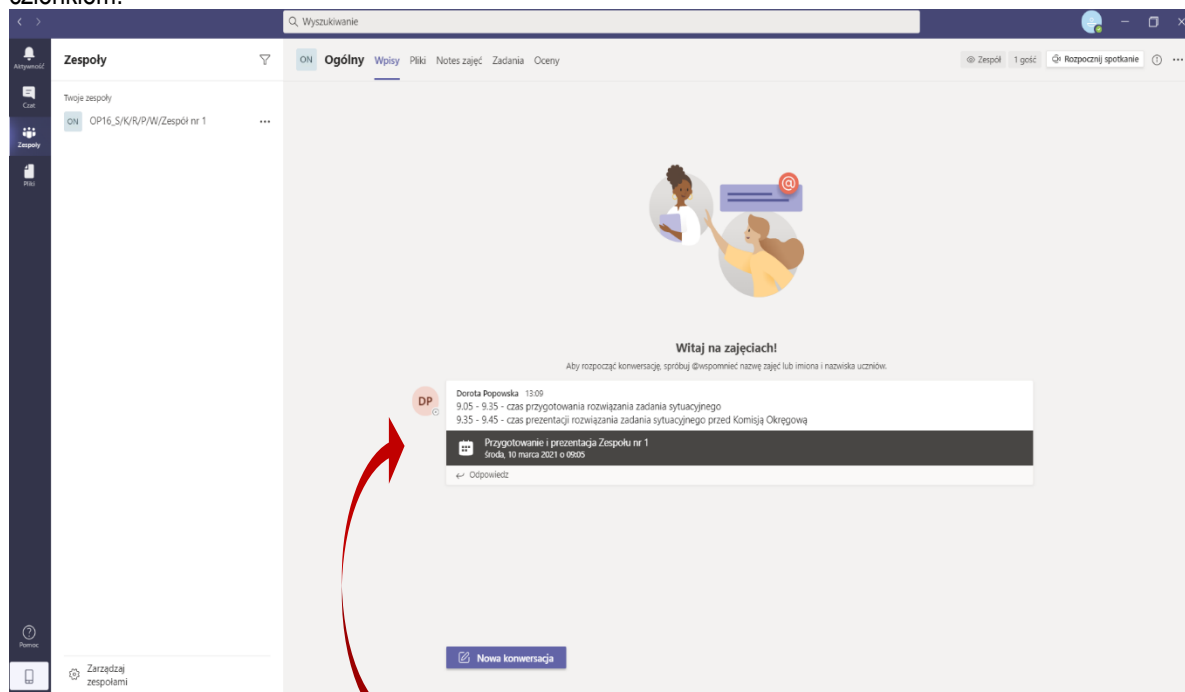 członkiem.
Wyszukiwanie
Aktywność
Czat
Zespoły
Pliki
Pomoc
Zespoły
Twoje zespoły
ON OP16_S/K/R/P/W/Zespół nr 1
Zarządzaj
zespołami
ON Ogólny Wpisy Pliki Notes zajęć Zadania Oceny
Zespół 1 gość Rozpocznij spotkanie
@
Witaj na zajęciach!
Aby rozpocząć konwersację, spróbuj @wspomnieć nazwę zajęć lub imiona i nazwiska uczniów.
DP
Dorota Popowska 13:09
9.05 - 9.35 - czas przygotowania rozwiązania zadania sytuacyjnego
9.35 - 9.45 - czas prezentacji rozwiązania zadania sytuacyjnego przed Komisją Okręgową
Przygotowanie i prezentacja Zespołu nr 1
środa, 10 marca 2021 o 09:05
Odpowiedz
Nowa konwersacja